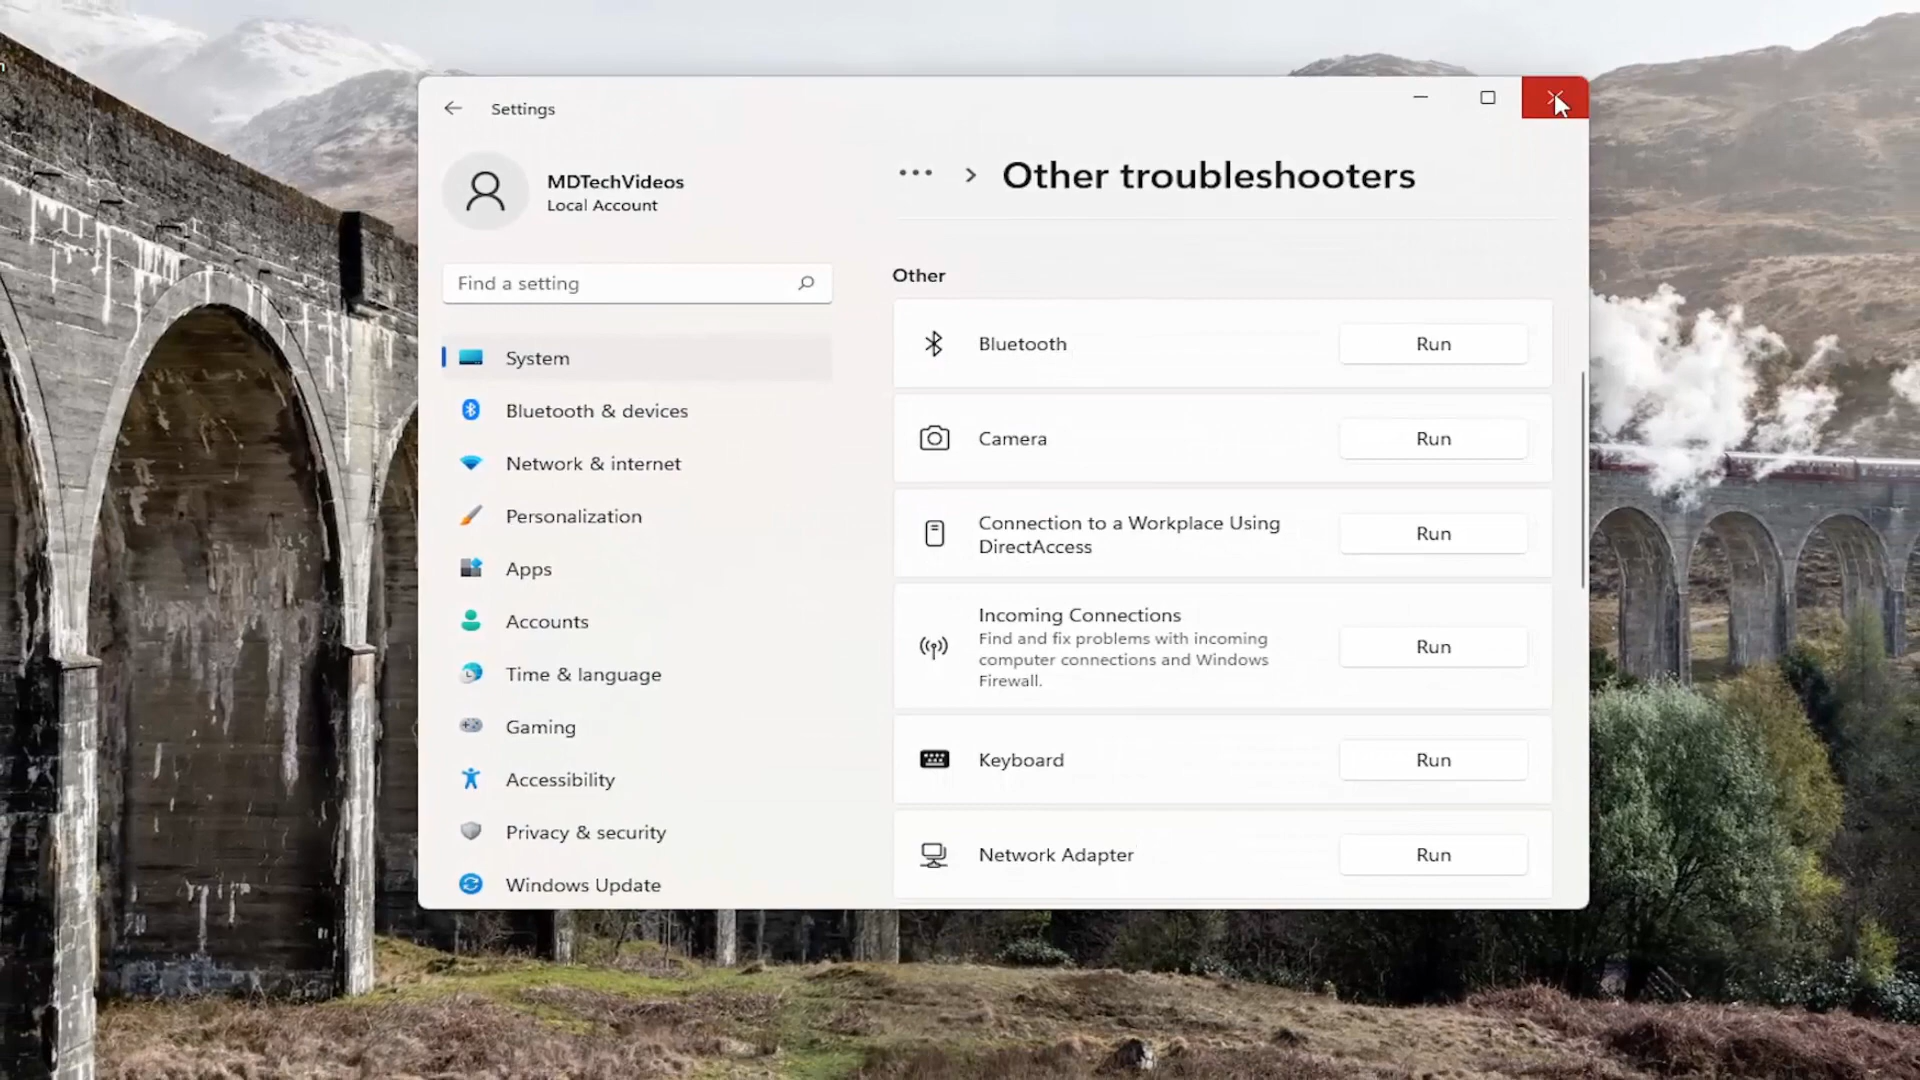 Settings
MDTechVideos
Local Account
Find a setting
System
Bluetooth & devices
Network & internet
Personalization
Apps
Accounts
Time & language
Gaming
Accessibility
Privacy & security
Windows Update
Other troubleshooters
Other
Bluetooth
Run
Camera
Run
Connection to a Workplace Using
DirectAccess
Run
Incoming Connections
Find and fix problems with incoming
computer connections and Windows
Firewall.
Run
Keyboard
Run
Network Adapter
Run